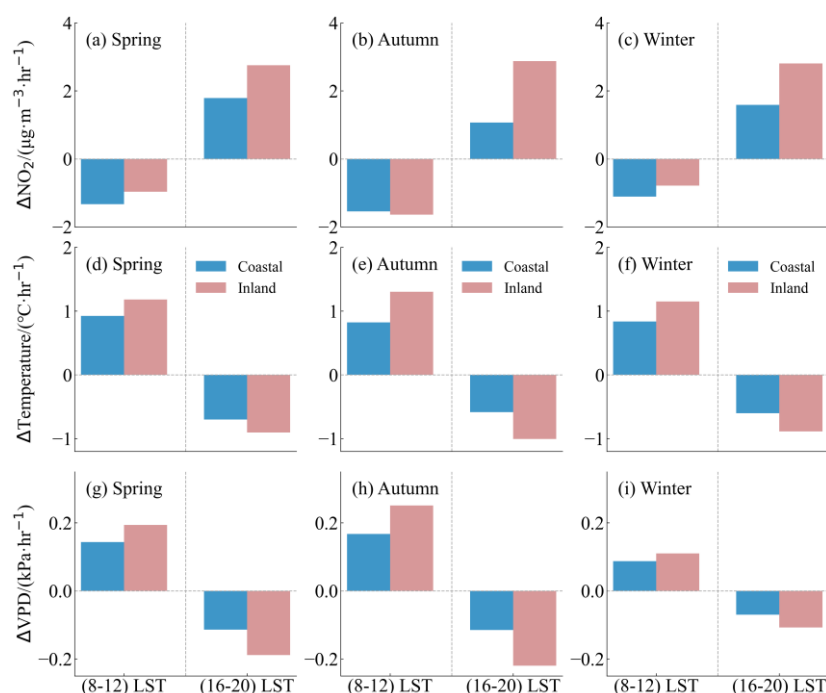 (a) Spring
(b) Autumn
(c) Winter
ΔNO₂/(μg·m⁻³·hr⁻¹)
4
2
0
−2
4
2
0
−2
4
2
0
−2
(d) Spring
Coastal
Inland
(e) Autumn
Coastal
Inland
(f) Winter
Coastal
Inland
ΔTemperature/(℃·hr⁻¹)
2
1
0
−1
2
1
0
−1
2
1
0
−1
(g) Spring
(h) Autumn
(i) Winter
ΔVPD/(kPa·hr⁻¹)
0.2
0.0
−0.2
0.2
0.0
−0.2
0.2
0.0
−0.2
(8-12) LST
(16-20) LST
(8-12) LST
(16-20) LST
(8-12) LST
(16-20) LST